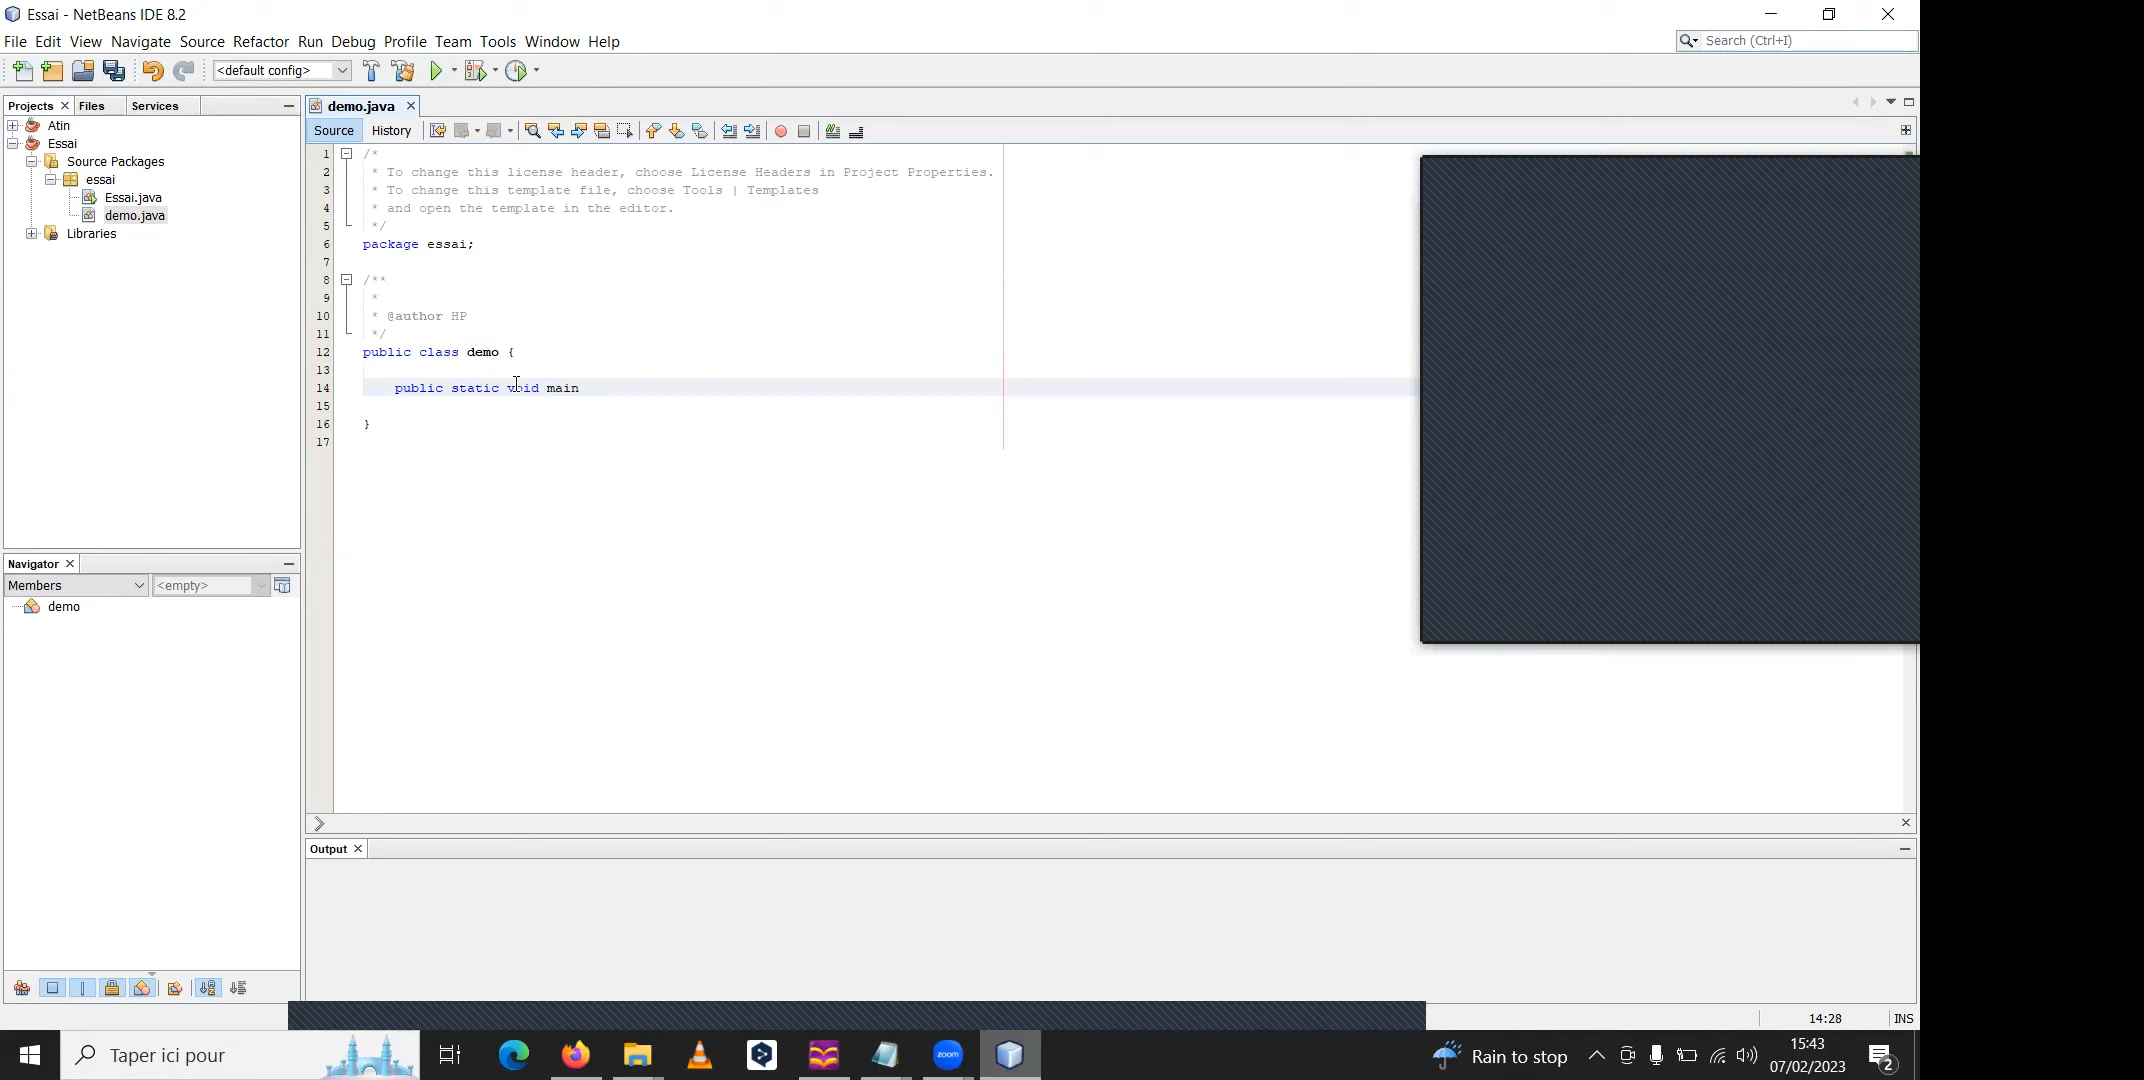 Essai - NetBeans IDE 8.2
File Edit View Navigate Source Refactor Run Debug Profile Team Tools Window Help
Search (Ctrl+I)
<default config>
Projects Files Services
Atin
Essai
Source Packages
essai
Essai.java
demo.java
Libraries
demo.java
Source History
1 /*
2 * To change this license header, choose License Headers in Project Properties.
3 * To change this template file, choose Tools | Templates
4 * and open the template in the editor.
5 */
6 package essai;
7
8 /**
9 *
10 * @author HP
11 */
12 public class demo {
13
14 public static void main
15
16 }
17
Navigator
Members <empty>
demo
Output
14:28 INS
Taper ici pour
zoom
Rain to stop
15:43
07/02/2023
2